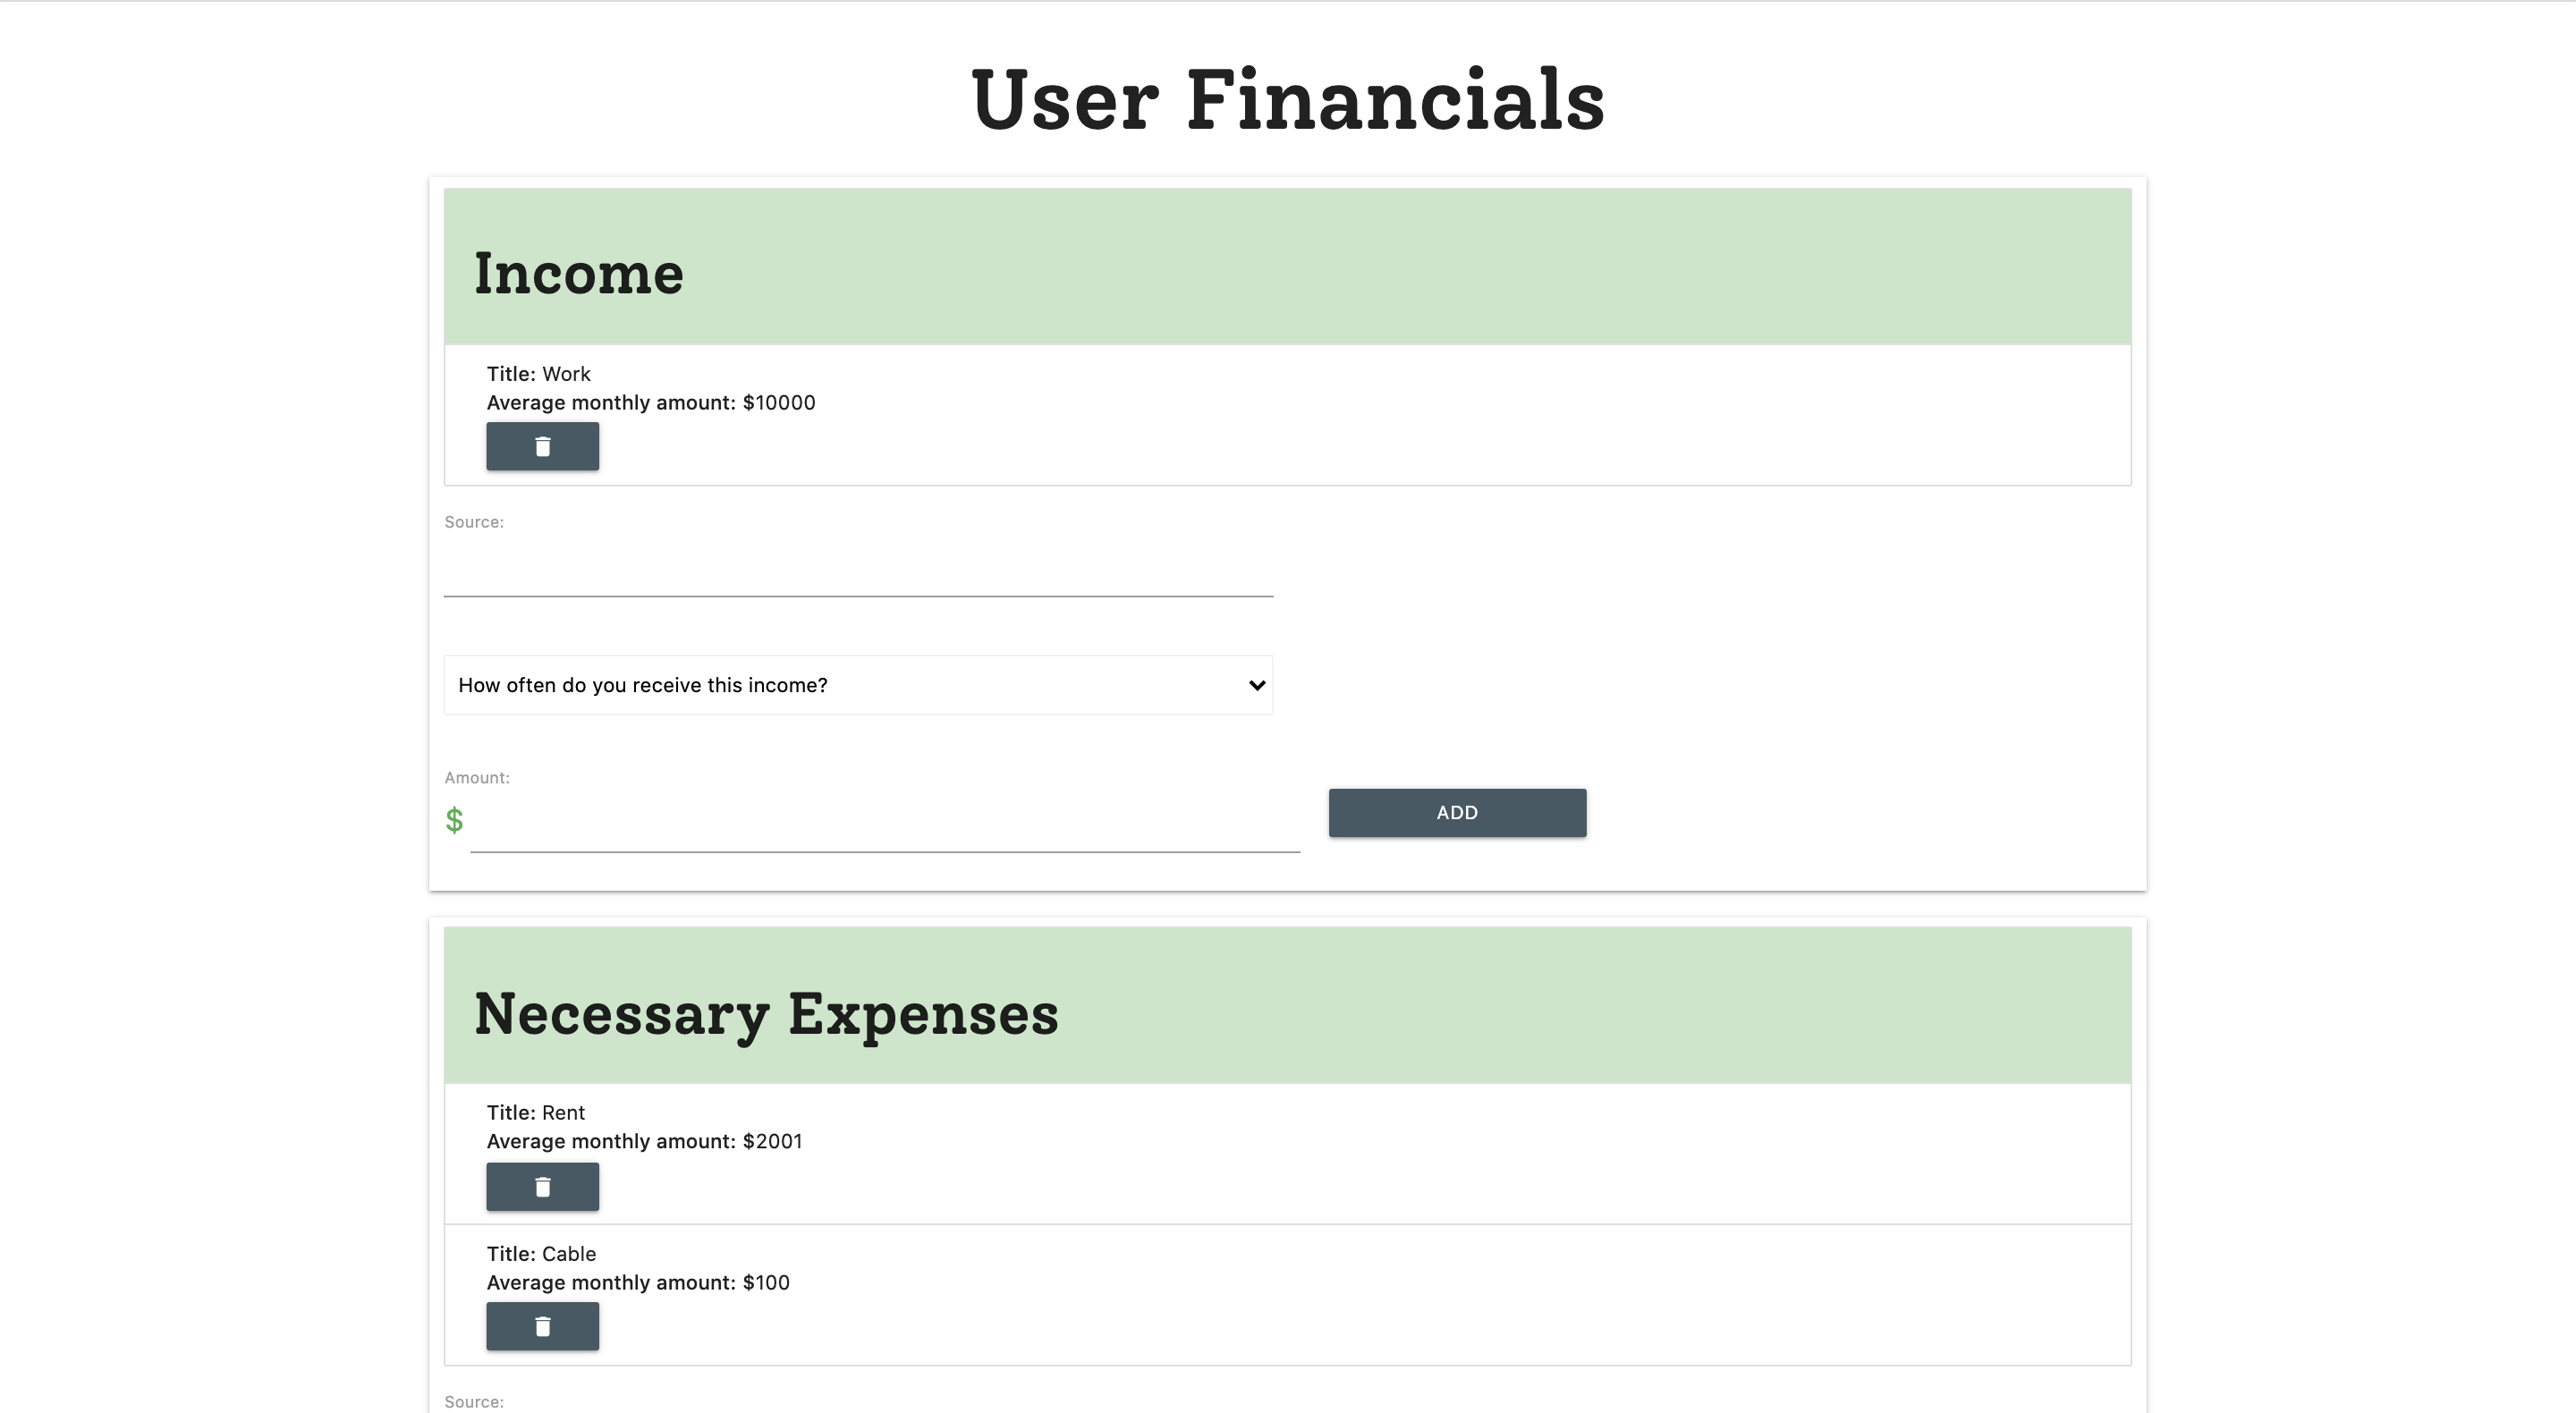 User Financials
Income
Title: Work
Average monthly amount: $10000
Source:
How often do you receive this income?
Amount:
$
ADD
Necessary Expenses
Title: Rent
Average monthly amount: $2001
Title: Cable
Average monthly amount: $100
Source: